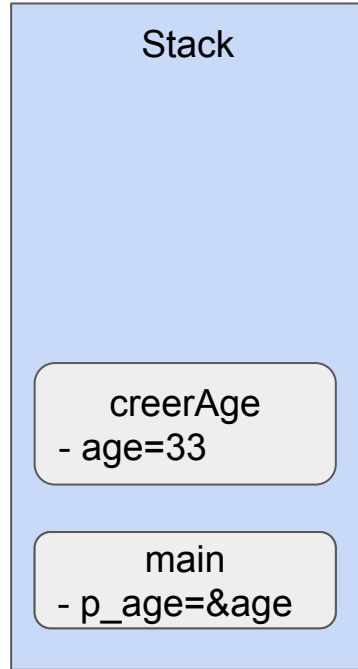 Stack
creerAge
- age=33
main
- p_age=&age